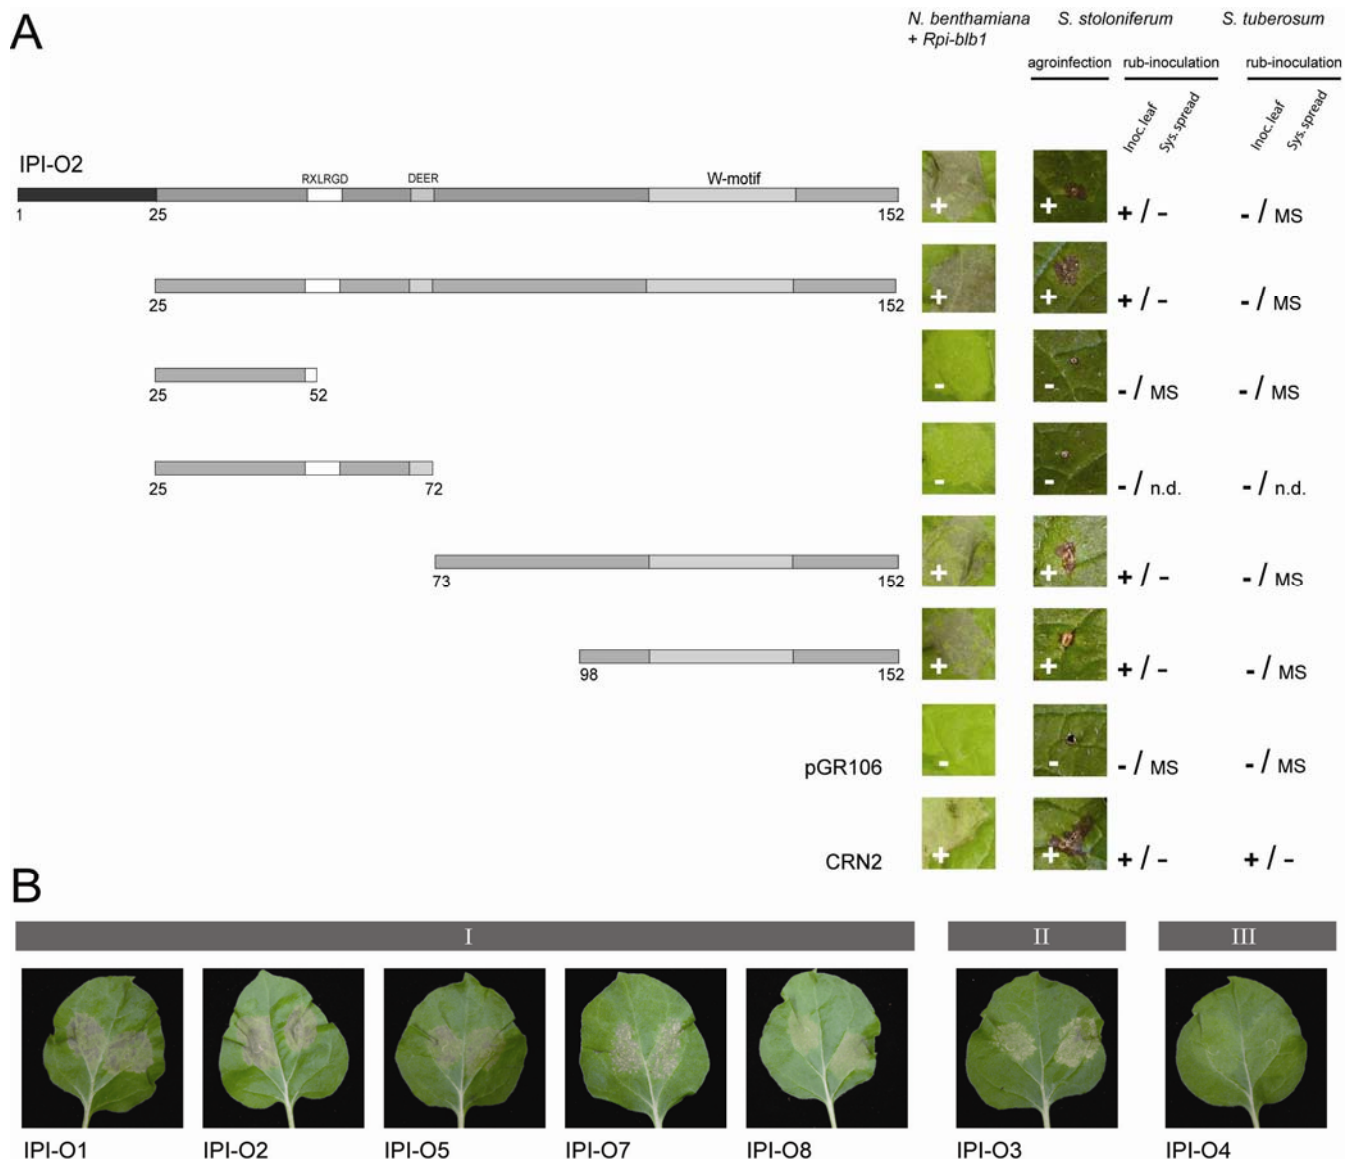 A
N. benthamiana
+ Rpi-blb1
S. stoloniferum
S. tuberosum
agroinfection
rub-inoculation
rub-inoculation
Inoc. leaf
Sys. spread
Inoc. leaf
Sys. spread
IPI-O2
RXLRGD
DEER
W-motif
1
25
152
+
+
+ / -
- / MS
25
152
+
+
+ / -
- / MS
25
52
-
-
- / MS
- / MS
25
72
-
-
- / n.d.
- / n.d.
73
152
+
+
+ / -
- / MS
98
152
+
+
+ / -
- / MS
pGR106
-
-
- / MS
- / MS
CRN2
+
+
+ / -
+ / -
B
I
II
III
IPI-O1
IPI-O2
IPI-O5
IPI-O7
IPI-O8
IPI-O3
IPI-O4